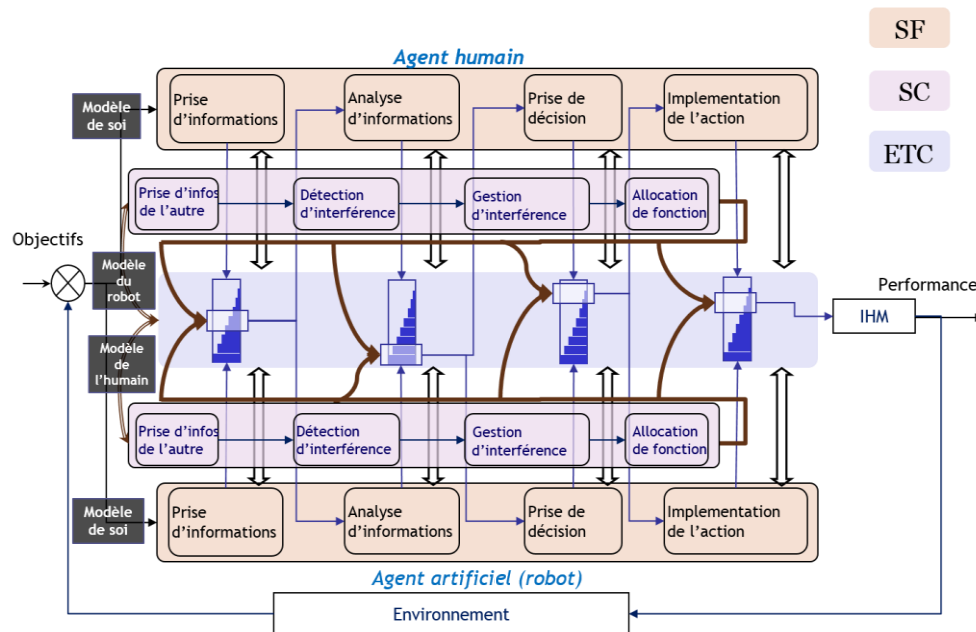 SF
Agent humain
Prise
d'informations
Analyse
d'informations
Prise de
décision
Implementation
de l'action
Modèle
de soi
SC
ETC
Prise d'infos
de l'autre
Détection
d'interférence
Gestion
d'interférence
Allocation
de fonction
Objectifs
Modèle
du
robot
Performance
IHM
Modèle
de
l'humain
Prise d'infos
de l'autre
Détection
d'interférence
Gestion
d'interférence
Allocation
de fonction
Modèle
de soi
Prise
d'informations
Analyse
d'informations
Prise de
décision
Implementation
de l'action
Agent artificiel (robot)
Environnement